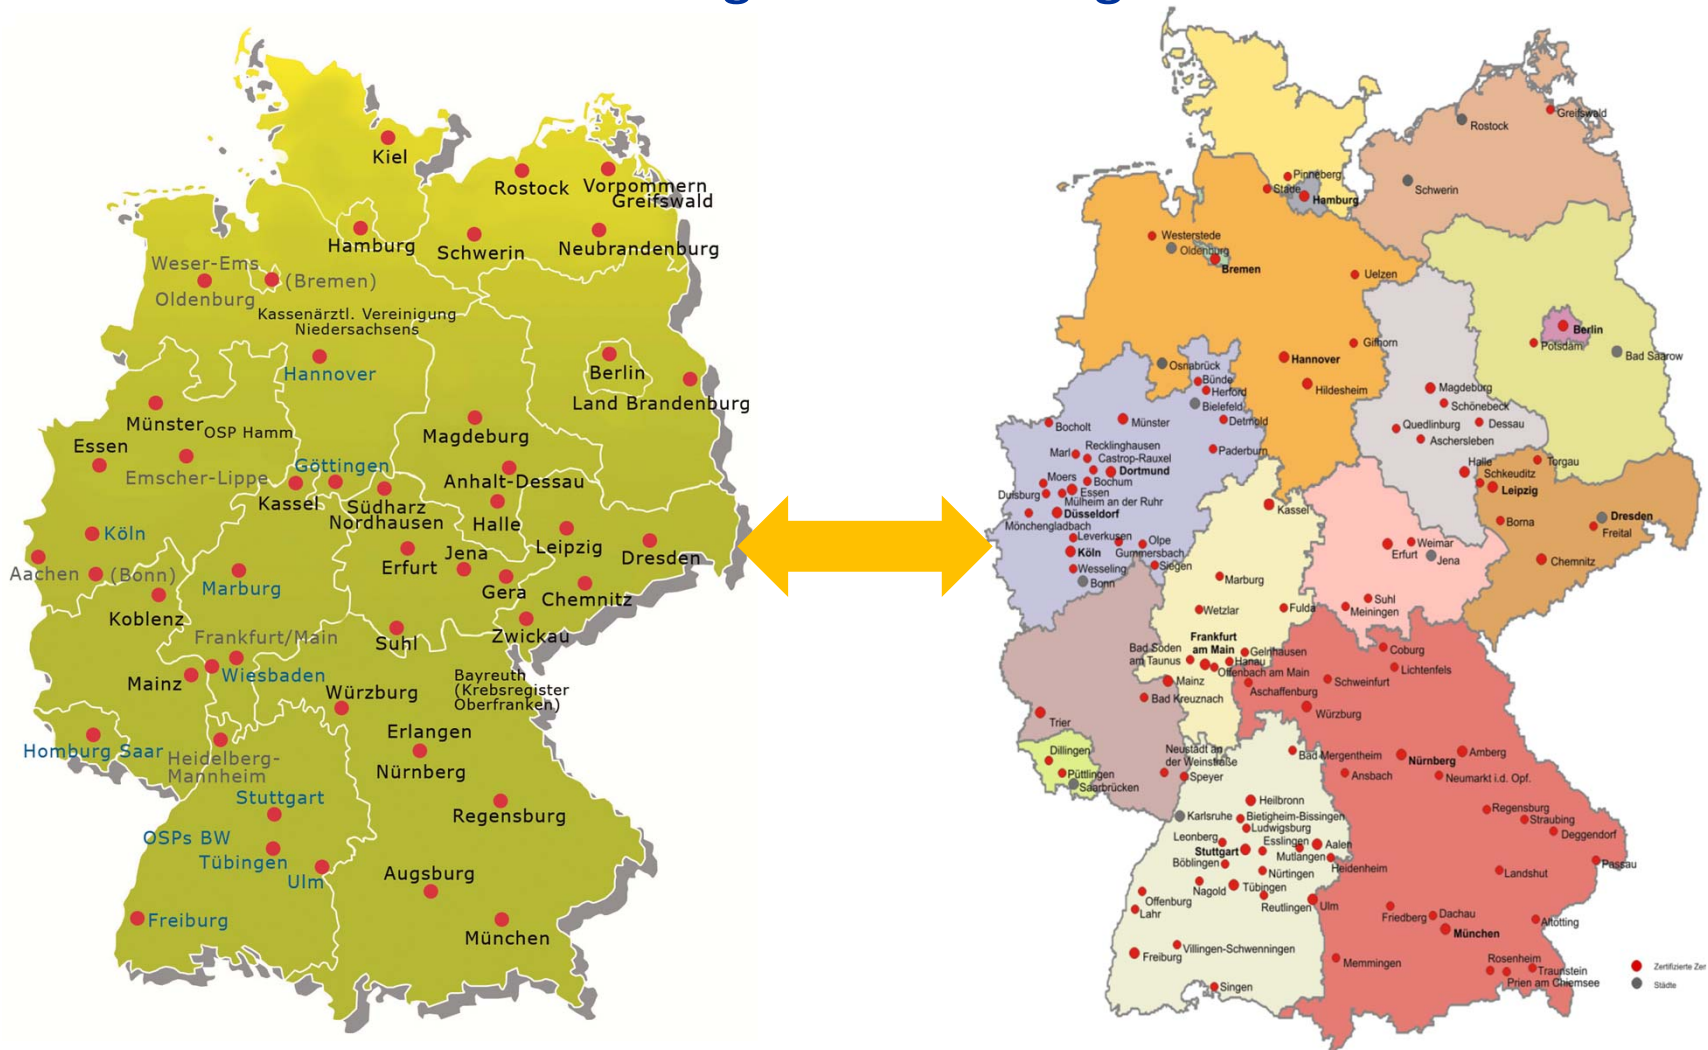 Kiel
Rostock
Vorpommern
Greifswald
Hamburg
Schwerin
Neubrandenburg
Weser-Ems
Oldenburg
(Bremen)
Kassenärztl. Vereinigung
Niedersachsens
Hannover
Berlin
Land Brandenburg
Münster
OSP Hamm
Magdeburg
Essen
Emscher-Lippe
Göttingen
Anhalt-Dessau
Kassel
Südharz
Nordhausen
Halle
Köln
Leipzig
Dresden
Aachen
(Bonn)
Marburg
Erfurt
Jena
Gera
Chemnitz
Koblenz
Suhl
Zwickau
Frankfurt/Main
Mainz
Wiesbaden
Würzburg
Bayreuth
(Krebsregister
Oberfranken)
Homburg Saar
Heidelberg-
Mannheim
Erlangen
Nürnberg
Stuttgart
Regensburg
OSPs BW
Tübingen
Ulm
Augsburg
Freiburg
München
Greifswald
Rostock
Schwerin
Pinneberg
Stade
Hamburg
Westerstede
Oldenburg
Bremen
Uelzen
Berlin
Potsdam
Bad Saarow
Gifhorn
Hannover
Osnabrück
Hildesheim
Bünde
Herford
Bielefeld
Detmold
Magdeburg
Schönebeck
Bocholt
Münster
Quedlinburg
Dessau
Aschersleben
Recklinghausen
Marl
Castrop-Rauxel
Paderburn
Dortmund
Moers
Bochum
Duisburg
Essen
Mülheim an der Ruhr
Halle
Torgau
Schkeuditz
Leipzig
Düsseldorf
Mönchengladbach
Kassel
Borna
Dresden
Freital
Leverkusen
Olpe
Köln
Gummersbach
Siegen
Wesseling
Bonn
Erfurt
Weimar
Jena
Chemnitz
Marburg
Wetzlar
Fulda
Suhl
Meiningen
Frankfurt
am Main
Bad Soden
am Taunus
Gelnhausen
Hanau
Offenbach am Main
Coburg
Lichtenfels
Mainz
Aschaffenburg
Schweinfurt
Bad Kreuznach
Würzburg
Trier
Dillingen
Püttlingen
Saarbrücken
Neustadt an
der Weinstraße
Speyer
Bad Mergentheim
Nürnberg
Amberg
Ansbach
Neumarkt i.d. Opf.
Heilbronn
Karlsruhe
Bietigheim-Bissingen
Ludwigsburg
Regensburg
Straubing
Deggendorf
Leonberg
Esslingen
Aalen
Stuttgart
Mutlangen
Böblingen
Heidenheim
Passau
Nürtingen
Landshut
Nagold
Tübingen
Offenburg
Reutlingen
Ulm
Lahr
Friedberg
Dachau
Altötting
München
Villingen-Schwenningen
Freiburg
Memmingen
Rosenheim
Traunstein
Prien am Chiemsee
Singen
Zertifizierte Zer
Städte